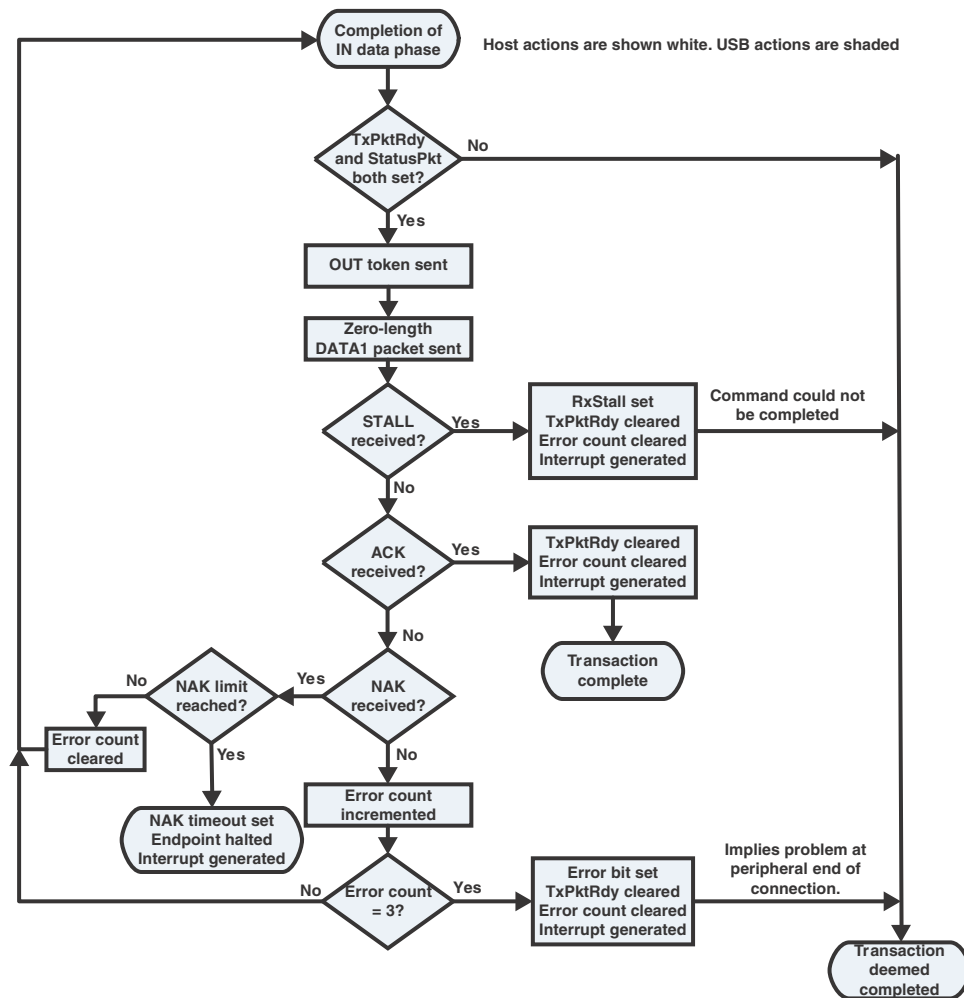 Completion of
IN data phase
Host actions are shown white. USB actions are shaded
TxPktRdy
and StatusPkt
both set?
No
Yes
OUT token sent
Zero-length
DATA1 packet sent
STALL
received?
Yes
RxStall set
TxPktRdy cleared
Error count cleared
Interrupt generated
Command could not
be completed
No
ACK
received?
Yes
TxPktRdy cleared
Error count cleared
Interrupt generated
No
Transaction
complete
NAK
received?
Yes
NAK limit
reached?
No
Error count
cleared
Yes
NAK timeout set
Endpoint halted
Interrupt generated
No
Error count
incremented
Error count
= 3?
No
Yes
Error bit set
TxPktRdy cleared
Error count cleared
Interrupt generated
Implies problem at
peripheral end of
connection.
Transaction
deemed
completed